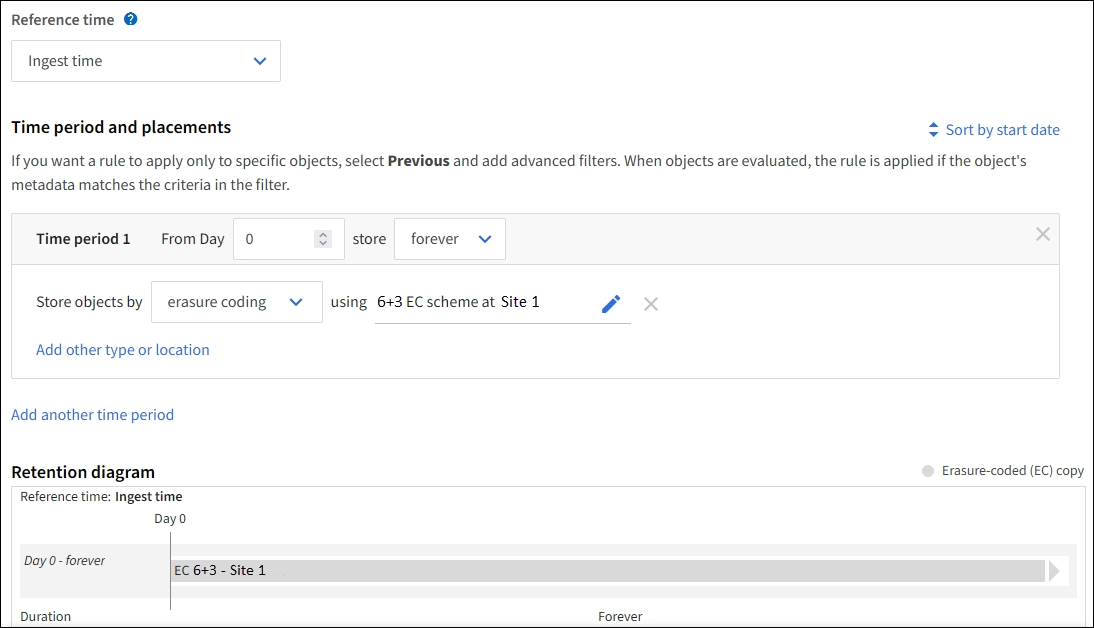 Reference time ?
Ingest time
Time period and placements
Sort by start date
If you want a rule to apply only to specific objects, select Previous and add advanced filters. When objects are evaluated, the rule is applied if the object's
metadata matches the criteria in the filter.
Time period 1 From Day 0 store forever
Store objects by erasure coding using 6+3 EC scheme at Site 1
Add other type or location
Add another time period
Retention diagram
Erasure-coded (EC) copy
Reference time: Ingest time
Day 0
Day 0 - forever
EC 6+3 - Site 1
Duration Forever